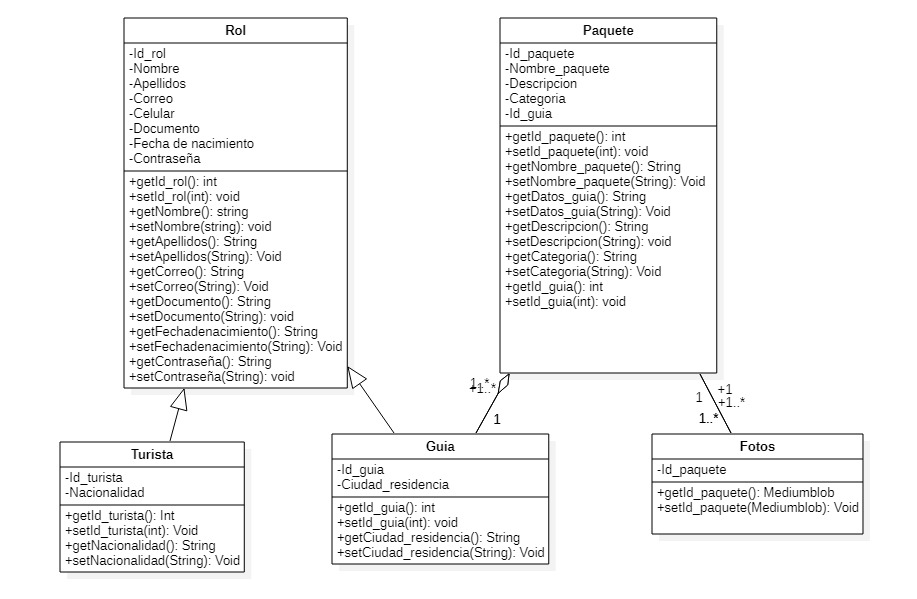 Rol
-Id_rol
-Nombre
-Apellidos
-Correo
-Celular
-Documento
-Fecha de nacimiento
-Contraseña
+getId_rol(): int
+setId_rol(int): void
+getNombre(): string
+setNombre(string): void
+getApellidos(): String
+setApellidos(String): Void
+getCorreo(): String
+setCorreo(String): Void
+getDocumento(): String
+setDocumento(String): void
+getFechadenacimiento(): String
+setFechadenacimiento(String): Void
+getContraseña(): String
+setContraseña(String): void
Paquete
-Id_paquete
-Nombre_paquete
-Descripcion
-Categoria
-Id_guia
+getId_paquete(): int
+setId_paquete(int): void
+getNombre_paquete(): String
+setNombre_paquete(String): Void
+getDatos_guia(): String
+setDatos_guia(String): Void
+getDescripcion(): String
+setDescripcion(String): void
+getCategoria(): String
+setCategoria(String): Void
+getId_guia(): int
+setId_guia(int): void
1..*
+1..*
1
+1
1
+1..*
1..*
Turista
-Id_turista
-Nacionalidad
+getId_turista(): Int
+setId_turista(int): Void
+getNacionalidad(): String
+setNacionalidad(String): Void
Guia
-Id_guia
-Ciudad_residencia
+getId_guia(): int
+setId_guia(int): void
+getCiudad_residencia(): String
+setCiudad_residencia(String): Void
Fotos
-Id_paquete
+getId_paquete(): Mediumblob
+setId_paquete(Mediumblob): Void